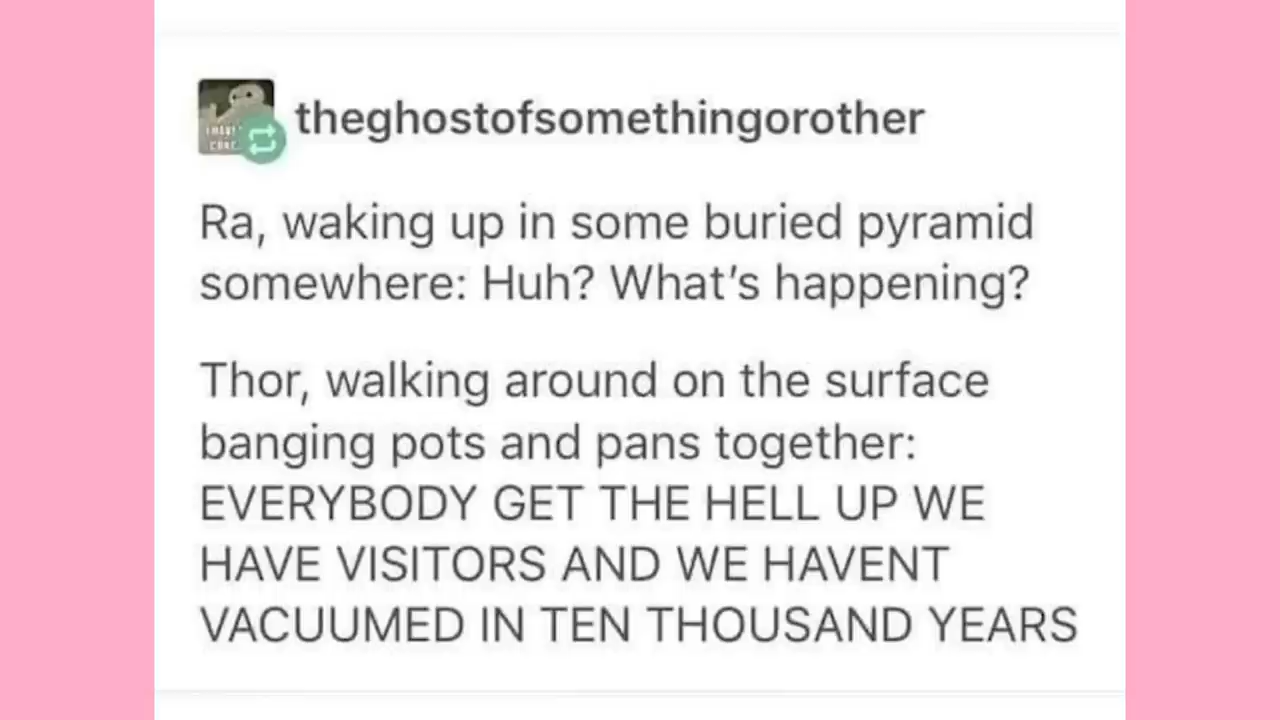 theghostofsomethingorother
Ra, waking up in some buried pyramid
somewhere: Huh? What's happening?
Thor, walking around on the surface
banging pots and pans together:
EVERYBODY GET THE HELL UP WE
HAVE VISITORS AND WE HAVENT
VACUUMED IN TEN THOUSAND YEARS